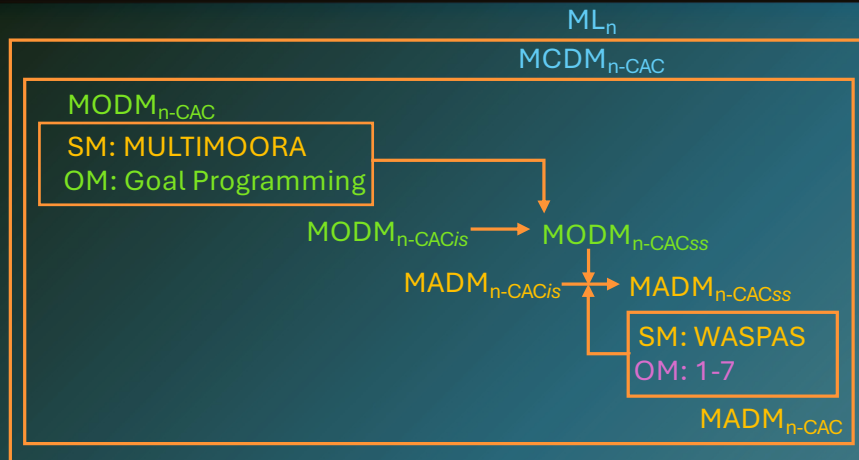 MLn
MCDMn-CAC
MODMn-CAC
SM: MULTIMOORA
OM: Goal Programming
MODMn-CACis
MODMn-CACss
MADMn-CACis
MADMn-CACss
SM: WASPAS
OM: 1-7
MADMn-CAC